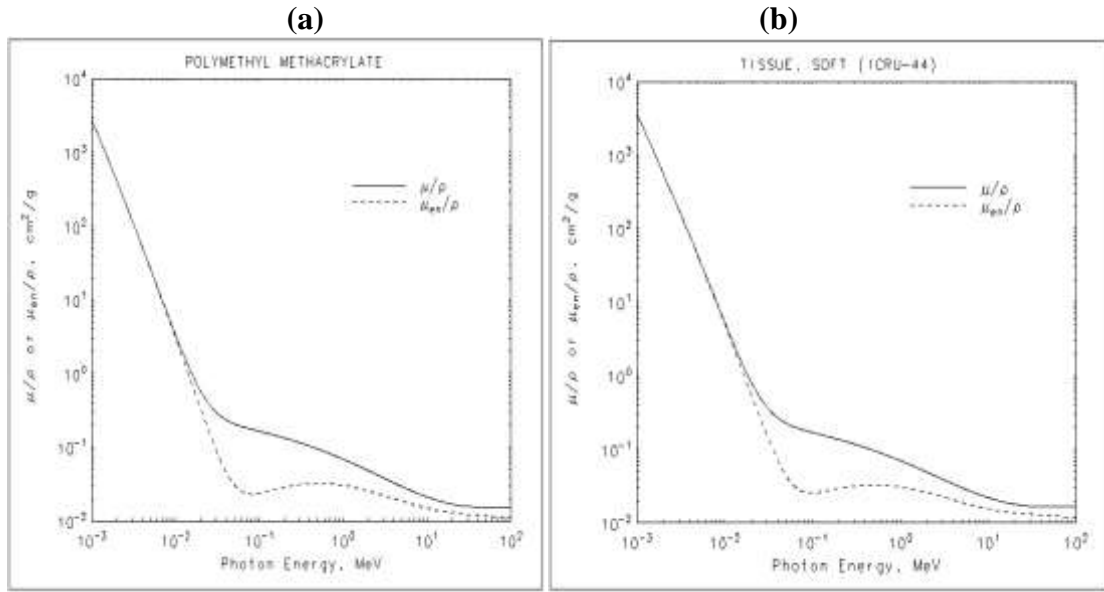 (a)
POLYMETHYL METHACRYLATE
10⁴
10³
10²
10¹
10⁰
10⁻¹
10⁻²
μ/ρ or μₑₙ/ρ, cm²/g
μ/ρ
μₑₙ/ρ
10⁻³ 10⁻² 10⁻¹ 10⁰ 10¹ 10²
Photon Energy, MeV
(b)
TISSUE, SOFT (ICRU-44)
10⁴
10³
10²
10¹
10⁰
10⁻¹
10⁻²
μ/ρ or μₑₙ/ρ, cm²/g
μ/ρ
μₑₙ/ρ
10⁻³ 10⁻² 10⁻¹ 10⁰ 10¹ 10²
Photon Energy, MeV